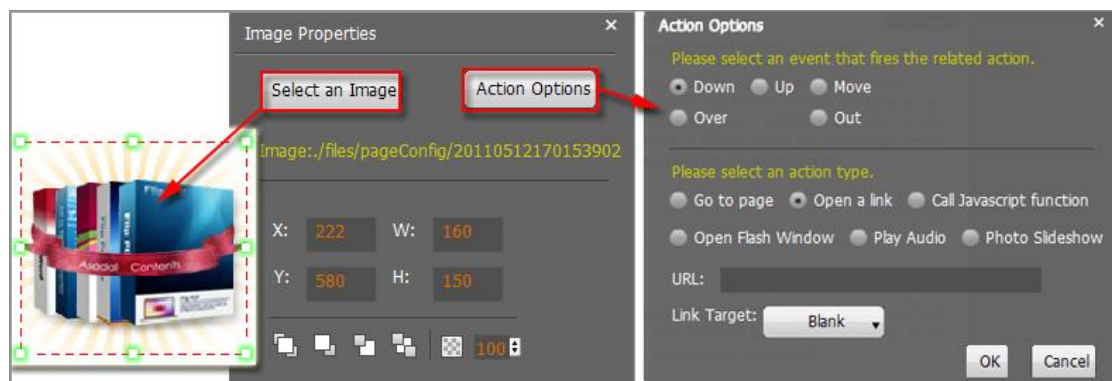 Image Properties
×
Select an Image
Action Options
Image:./files/pageConfig/20110512170153902
X: 222 W: 160
Y: 580 H: 150
100
Asadal Contents
Action Options
×
Please select an event that fires the related action.
Down Up Move
Over Out
Please select an action type.
Go to page Open a link Call Javascript function
Open Flash Window Play Audio Photo Slideshow
URL:
Link Target: Blank
OK Cancel